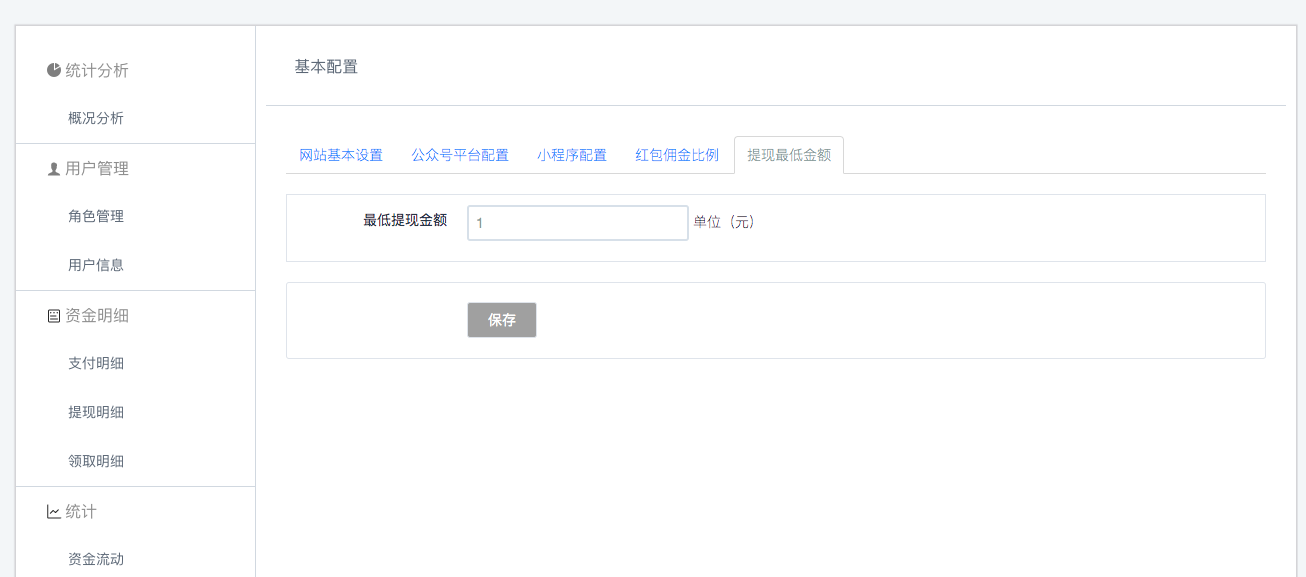 统计分析
概况分析
用户管理
角色管理
用户信息
资金明细
支付明细
提现明细
领取明细
统计
资金流动
基本配置
网站基本设置 公众号平台配置 小程序配置 红包佣金比例 提现最低金额
最低提现金额 1 单位（元）
保存